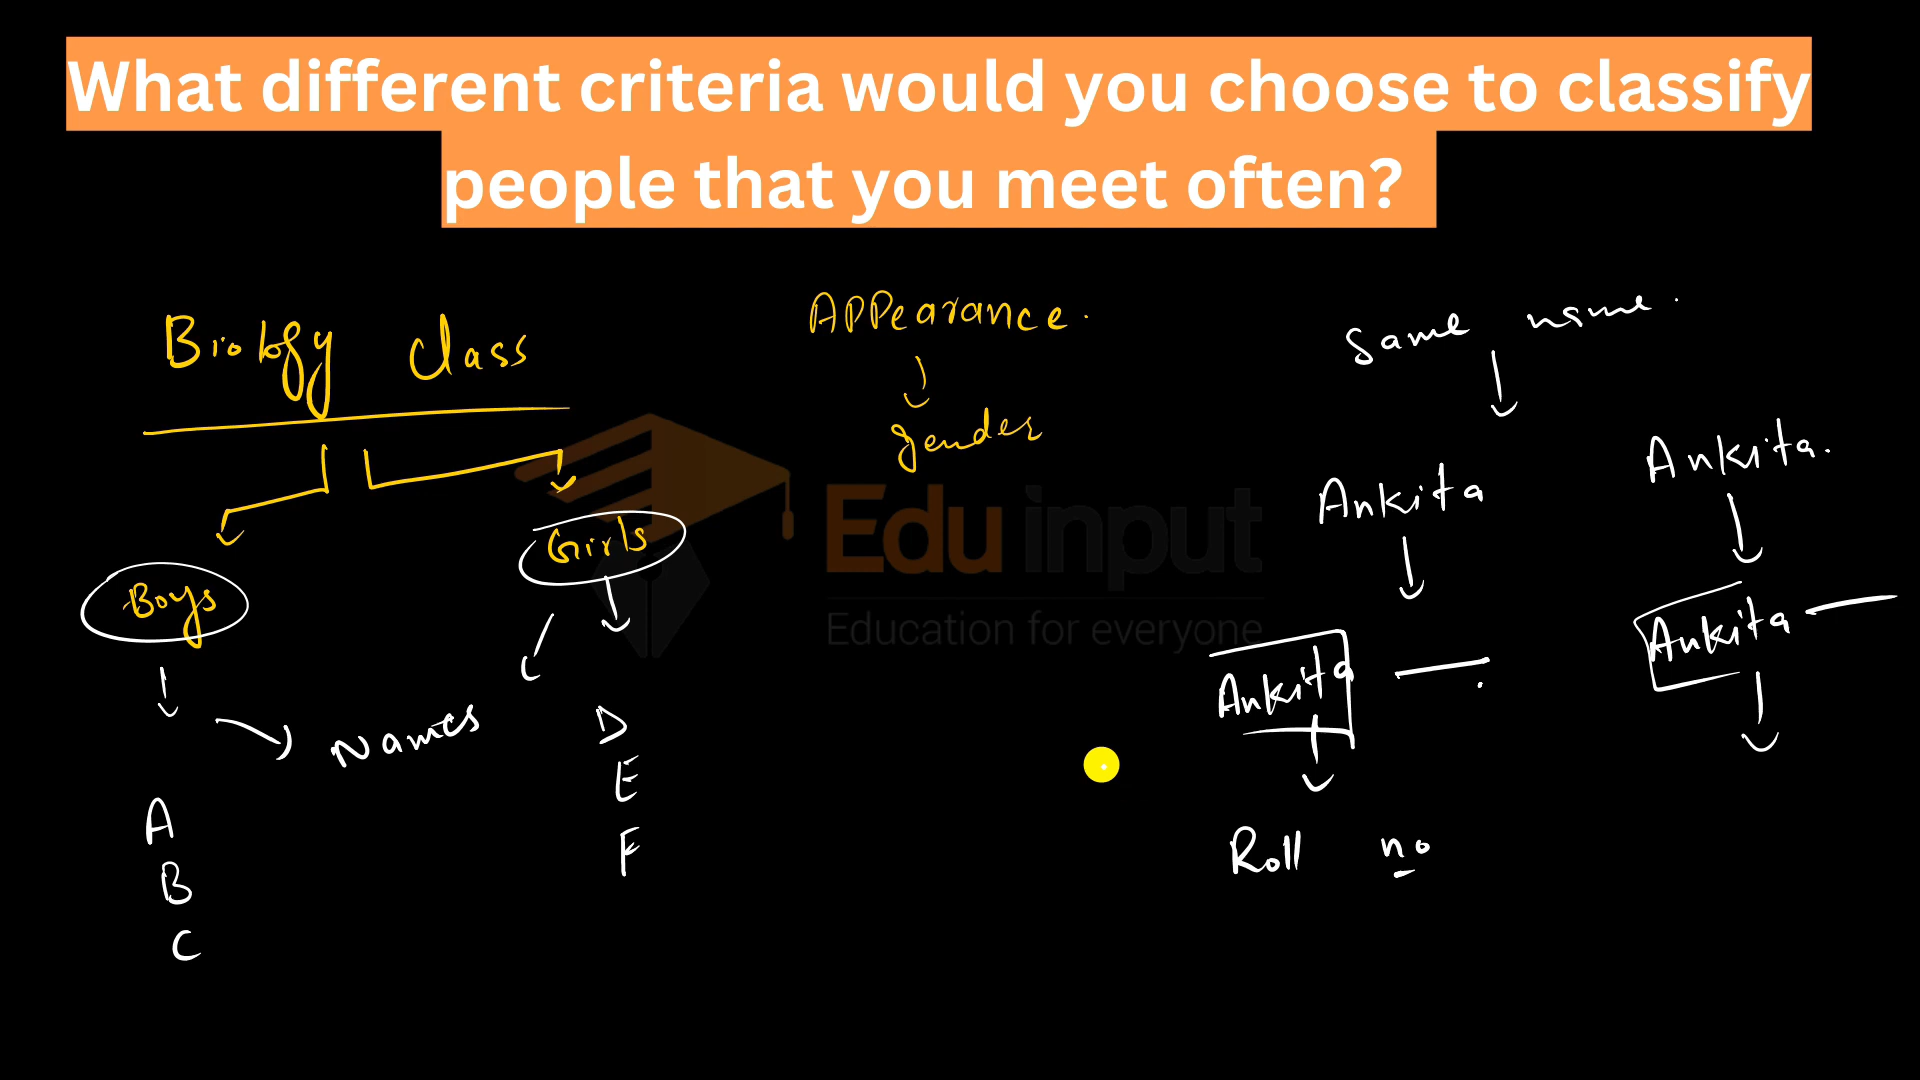 What different criteria would you choose to classify
people that you meet often?
Biology class
Boys
Girls
Names
A
B
C
D
E
F
Appearance.
gender
Same name.
Ankita
Ankita
Roll no
Ankita.
Ankita
Edu input
Education for everyone